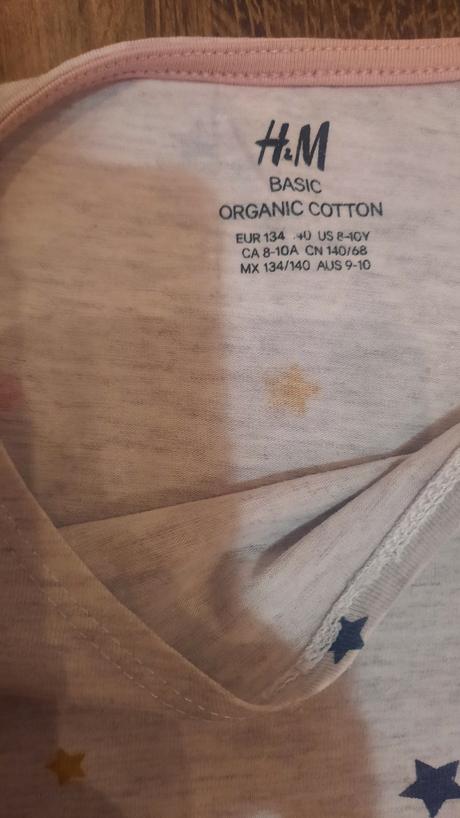 H&M
BASIC
ORGANIC COTTON
EUR 134 40 US 8-10Y
CA 8-10A CN 140/68
MX 134/140 AUS 9-10